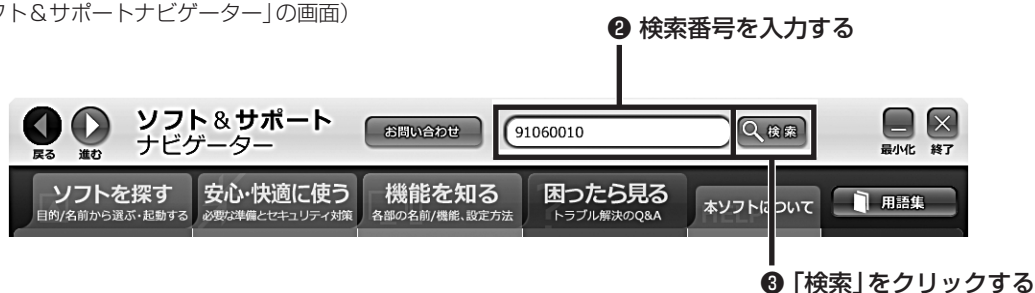 フト＆サポートナビゲーター」の画面）
❷ 検索番号を入力する
戻る 進む
ソフト＆サポート
ナビゲーター
お問い合わせ
91060010
検索
最小化 終了
ソフトを探す
目的/名前から選ぶ・起動する
安心・快適に使う
必要な準備とセキュリティ対策
機能を知る
各部の名前/機能、設定方法
困ったら見る
トラブル解決のQ&A
本ソフトについて
用語集
❸「検索」をクリックする